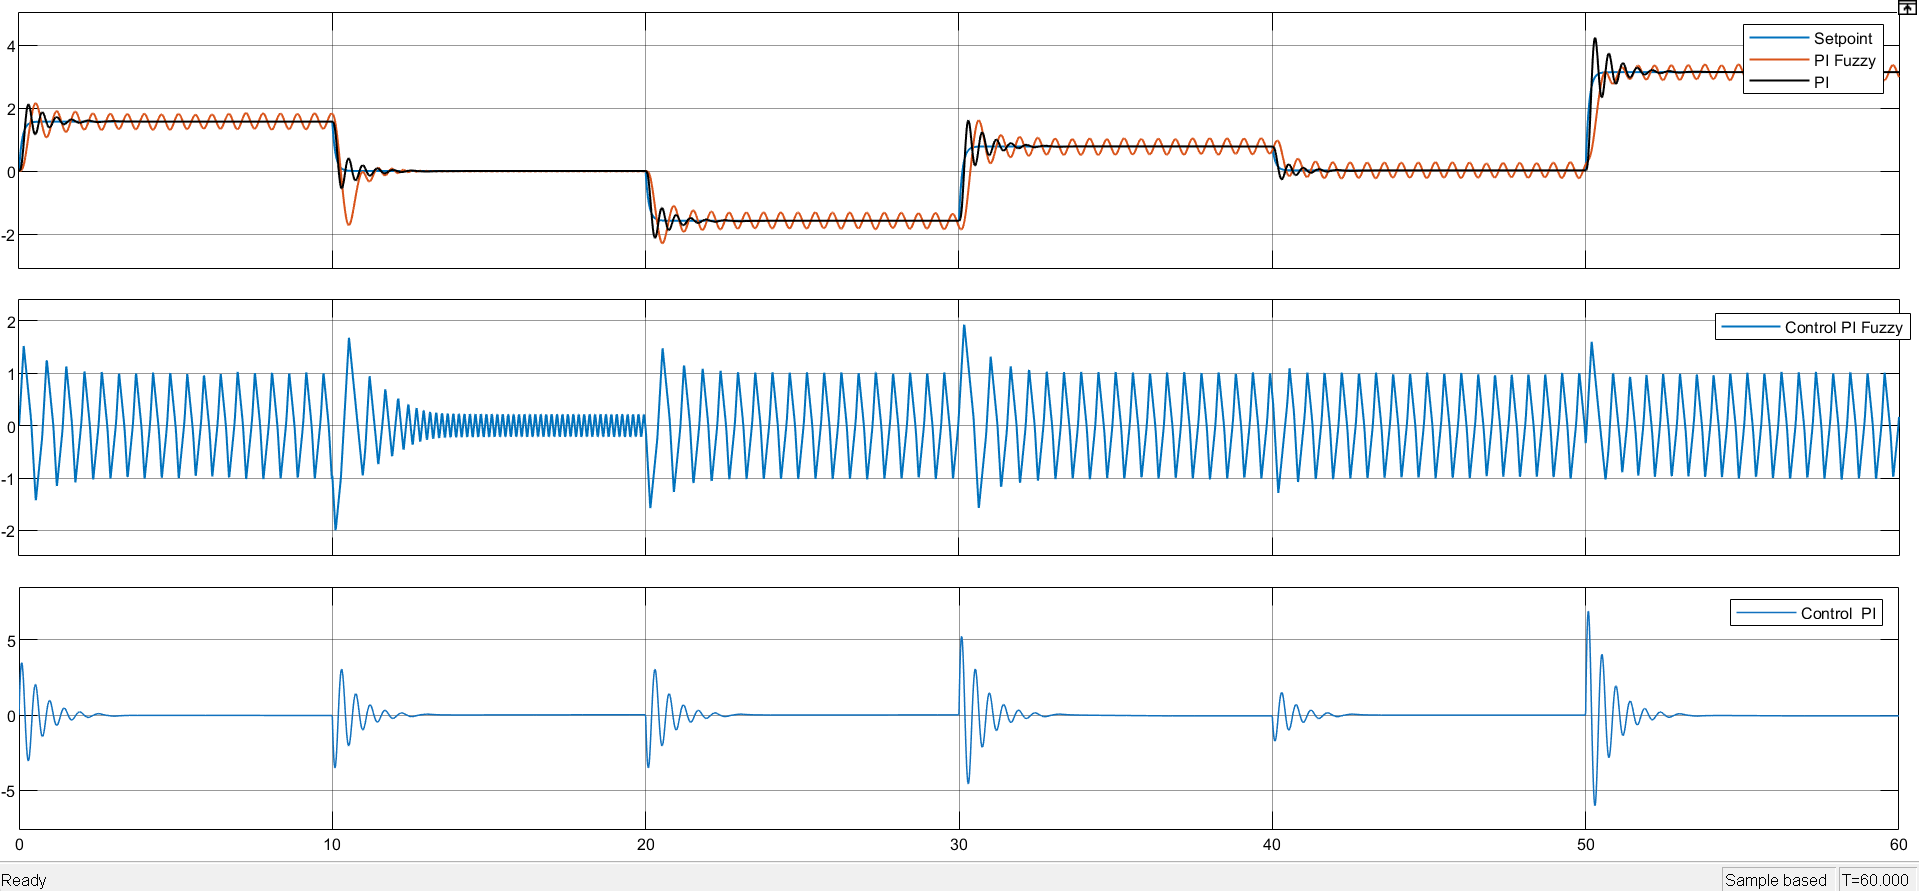 4
2
0
-2
Setpoint
PI Fuzzy
PI
2
1
0
-1
-2
Control PI Fuzzy
5
0
-5
Control  PI
0 10 20 30 40 50 60
Ready Sample based T=60.000